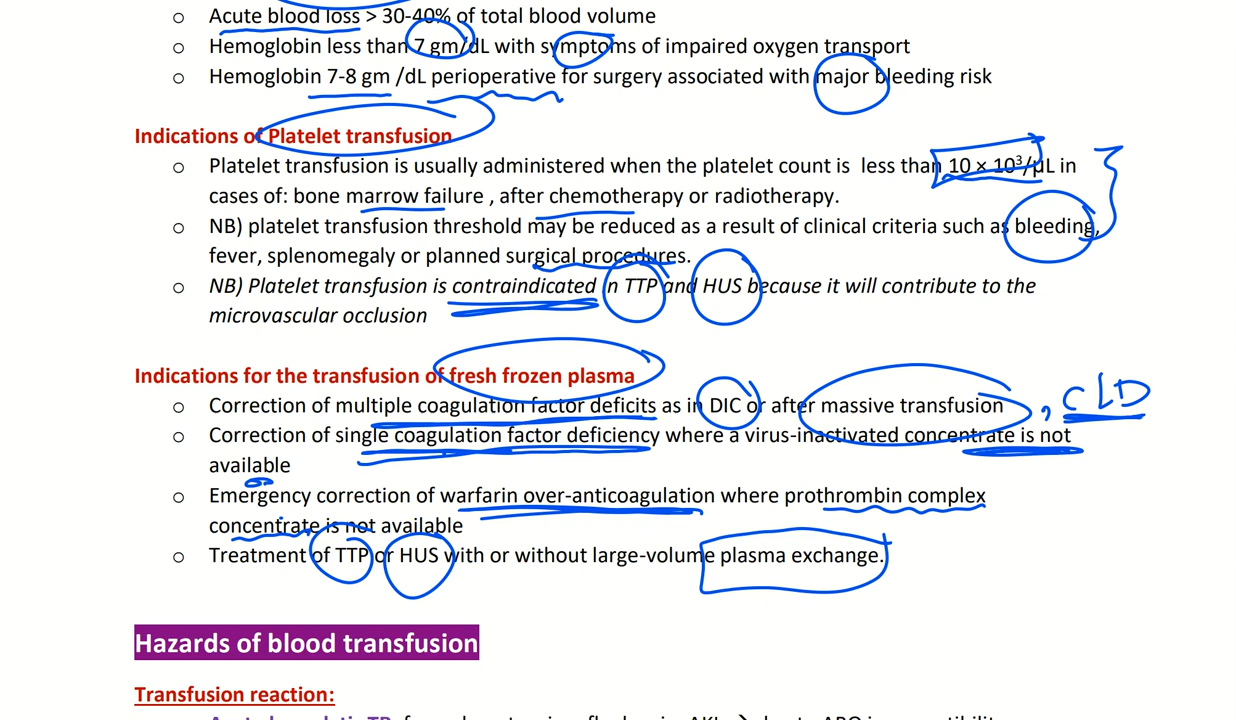 o Acute blood loss > 30-40% of total blood volume
o Hemoglobin less than 7 gm/dL with symptoms of impaired oxygen transport
o Hemoglobin 7-8 gm /dL perioperative for surgery associated with major bleeding risk
Indications of Platelet transfusion
o Platelet transfusion is usually administered when the platelet count is less than 10 × 10³/µL in
cases of: bone marrow failure , after chemotherapy or radiotherapy.
o NB) platelet transfusion threshold may be reduced as a result of clinical criteria such as bleeding,
fever, splenomegaly or planned surgical procedures.
o NB) Platelet transfusion is contraindicated in TTP and HUS because it will contribute to the
microvascular occlusion
Indications for the transfusion of fresh frozen plasma
o Correction of multiple coagulation factor deficits as in DIC or after massive transfusion , CLD
o Correction of single coagulation factor deficiency where a virus-inactivated concentrate is not
available
o Emergency correction of warfarin over-anticoagulation where prothrombin complex
concentrate is not available
o Treatment of TTP or HUS with or without large-volume plasma exchange.
Hazards of blood transfusion
Transfusion reaction: